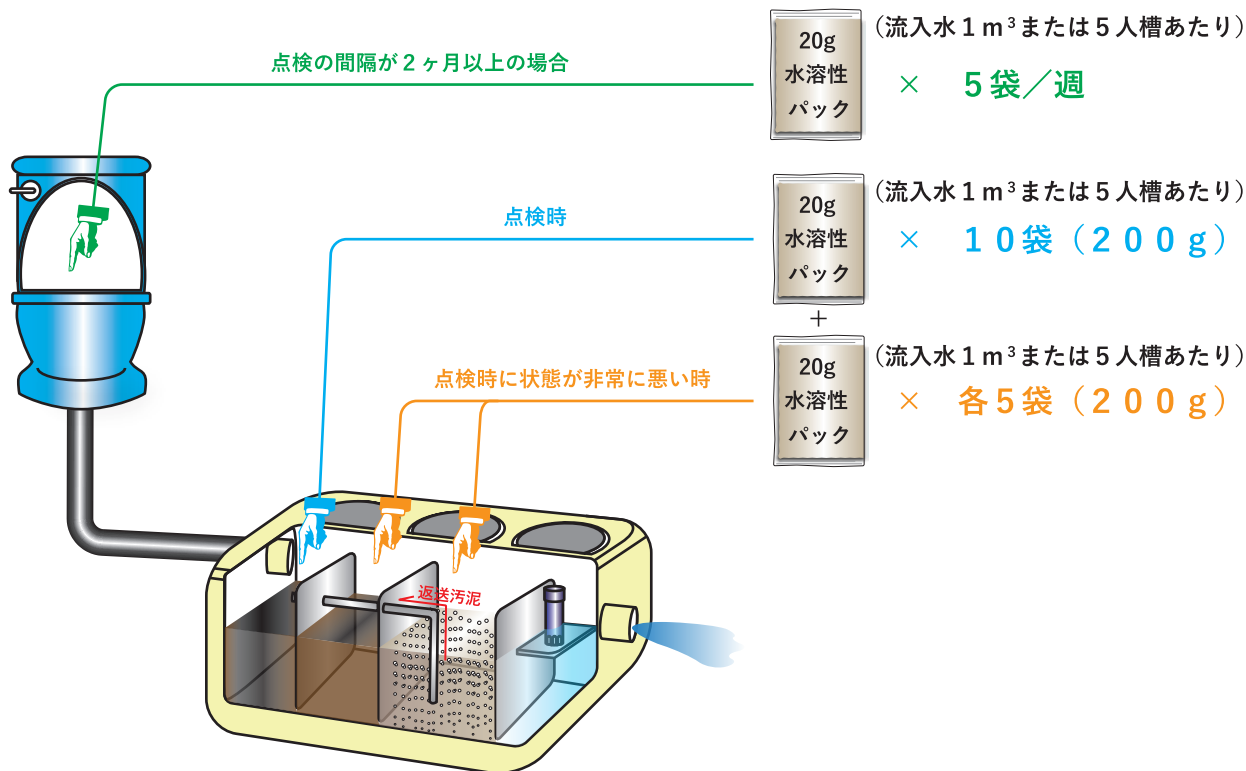 点検の間隔が２ヶ月以上の場合
20g
水溶性
パック
（流入水１ｍ³または５人槽あたり）
× ５袋／週
点検時
20g
水溶性
パック
（流入水１ｍ³または５人槽あたり）
× １０袋（２００ｇ）
＋
点検時に状態が非常に悪い時
20g
水溶性
パック
（流入水１ｍ³または５人槽あたり）
× 各５袋（２００ｇ）
返送汚泥